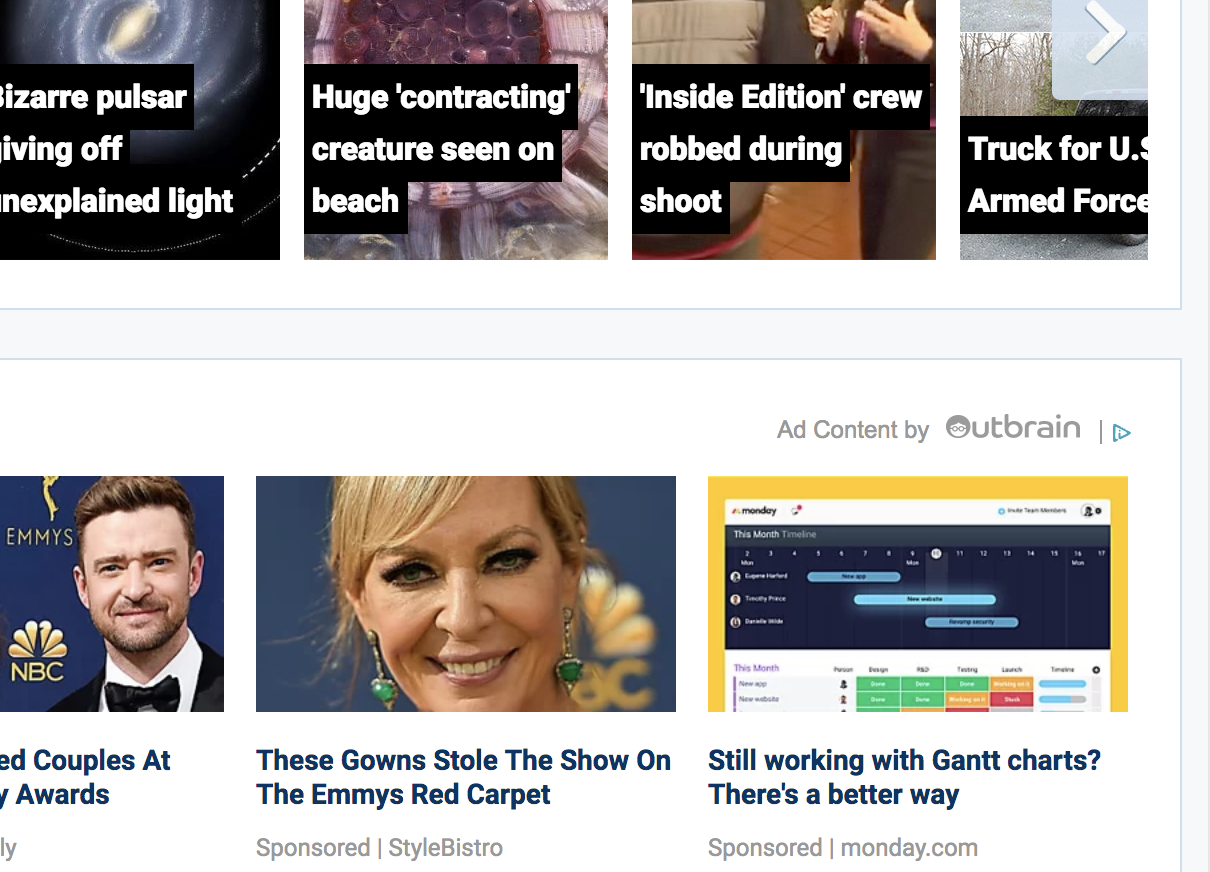 Bizarre pulsar
giving off
unexplained light
Huge 'contracting'
creature seen on
beach
'Inside Edition' crew
robbed during
shoot
Truck for U.S
Armed Force
Ad Content by Outbrain
EMMYS
NBC
monday
Invite Team Members
This Month Timeline
2 3 4 5 6 7 8 9 10 11 12 13 14 15 16 17
Mon Mon Mon
Eugene Harford New app
Timothy Prince New website
Danielle Wilde Revamp security
This Month Person Design R&D Testing Launch Timeline
New app Done Done Done Working on it
New website Done Done Working on it Stuck
ed Couples At
y Awards
ly
These Gowns Stole The Show On
The Emmys Red Carpet
Sponsored | StyleBistro
Still working with Gantt charts?
There's a better way
Sponsored | monday.com